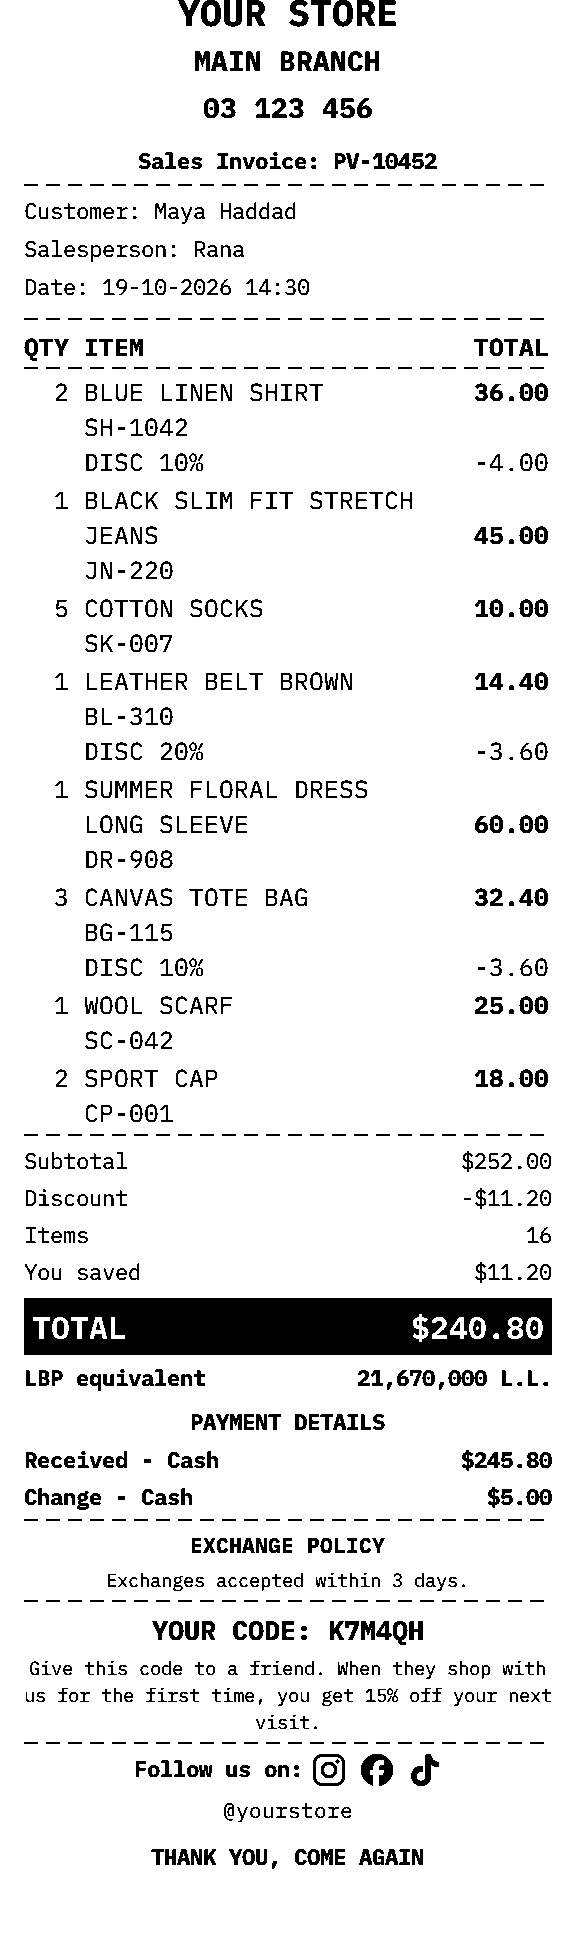 YOUR STORE
MAIN BRANCH
03 123 456
Sales Invoice: PV-10452
Customer: Maya Haddad
Salesperson: Rana
Date: 19-10-2026 14:30
QTY ITEM TOTAL
2 BLUE LINEN SHIRT 36.00
SH-1042
DISC 10% -4.00
1 BLACK SLIM FIT STRETCH
JEANS 45.00
JN-220
5 COTTON SOCKS 10.00
SK-007
1 LEATHER BELT BROWN 14.40
BL-310
DISC 20% -3.60
1 SUMMER FLORAL DRESS
LONG SLEEVE 60.00
DR-908
3 CANVAS TOTE BAG 32.40
BG-115
DISC 10% -3.60
1 WOOL SCARF 25.00
SC-042
2 SPORT CAP 18.00
CP-001
Subtotal $252.00
Discount -$11.20
Items 16
You saved $11.20
TOTAL $240.80
LBP equivalent 21,670,000 L.L.
PAYMENT DETAILS
Received - Cash $245.80
Change - Cash $5.00
EXCHANGE POLICY
Exchanges accepted within 3 days.
YOUR CODE: K7M4QH
Give this code to a friend. When they shop with
us for the first time, you get 15% off your next
visit.
Follow us on:
@yourstore
THANK YOU, COME AGAIN